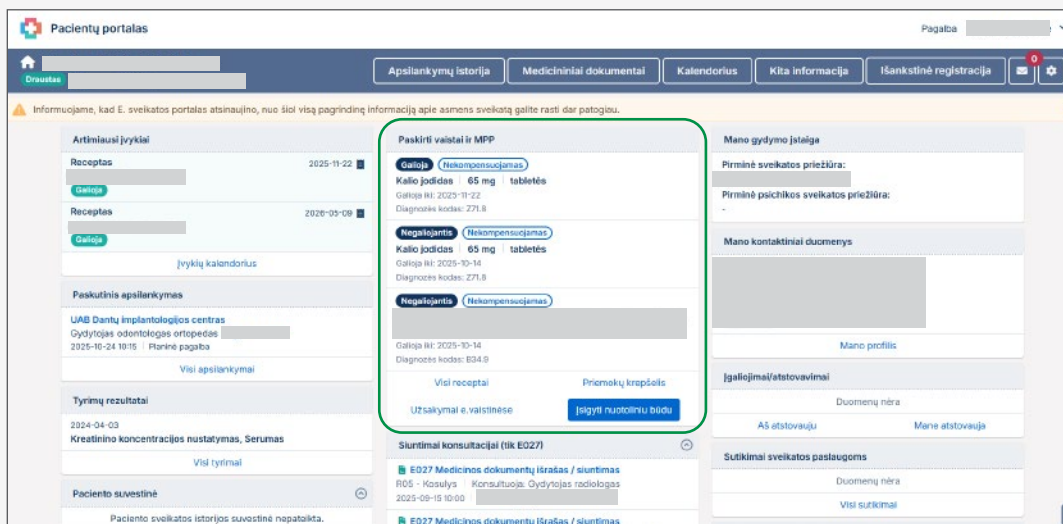 Pacientų portalas
Pagalba
Draustas
Apsilankymų istorija
Medicininiai dokumentai
Kalendorius
Kita informacija
Išankstinė registracija
0
Informuojame, kad E. sveikatos portalas atsinaujino, nuo šiol visą pagrindinę informaciją apie asmens sveikatą galite rasti dar patogiau.
Artimiausi įvykiai
Receptas 2025-11-22
Galioja
Receptas 2026-05-09
Galioja
Įvykių kalendorius
Paskutinis apsilankymas
UAB Dantų implantologijos centras
Gydytojas odontologas ortopedas
2025-10-24 10:15 | Planinė pagalba
Visi apsilankymai
Tyrimų rezultatai
2024-04-03
Kreatinino koncentracijos nustatymas, Serumas
Visi tyrimai
Paciento suvestinė
Paciento sveikatos istorijos suvestinė nepateikta.
Paskirti vaistai ir MPP
Galioja Nekompensuojamas
Kalio jodidas | 65 mg | tabletės
Galioja iki: 2025-11-22
Diagnozės kodas: Z71.8
Negaliojantis Nekompensuojamas
Kalio jodidas | 65 mg | tabletės
Galioja iki: 2025-10-14
Diagnozės kodas: Z71.8
Negaliojantis Nekompensuojamas
Galioja iki: 2025-10-14
Diagnozės kodas: B34.9
Visi receptai Priemokų krepšelis
Užsakymai e.vaistinėse Įsigyti nuotoliniu būdu
Siuntimai konsultacijai (tik E027)
E027 Medicinos dokumentų išrašas / siuntimas
R05 - Kosulys | Konsultuoja: Gydytojas radiologas
2025-09-15 10:00
E027 Medicinos dokumentų išrašas / siuntimas
Mano gydymo įstaiga
Pirminė sveikatos priežiūra:
Pirminė psichikos sveikatos priežiūra:
-
Mano kontaktiniai duomenys
Mano profilis
Įgaliojimai/atstovavimai
Duomenų nėra
Aš atstovauju Mane atstovauja
Sutikimai sveikatos paslaugoms
Duomenų nėra
Visi sutikimai